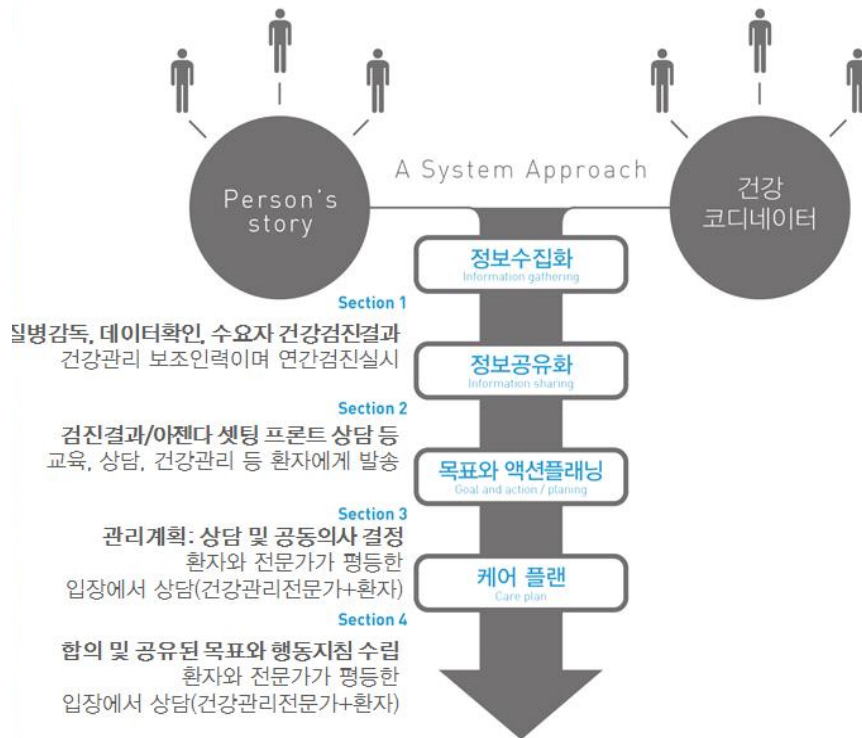 Person's
story
A System Approach
건강
코디네이터
정보수집화
Information gathering
Section 1
질병감독, 데이터확인, 수요자 건강검진결과
건강관리 보조인력이며 연간검진실시
정보공유화
Information sharing
Section 2
검진결과/아젠다 셋팅 프론트 상담 등
교육, 상담, 건강관리 등 환자에게 발송
목표와 액션플래닝
Goal and action / planing
Section 3
관리계획: 상담 및 공동의사 결정
환자와 전문가가 평등한
입장에서 상담(건강관리전문가+환자)
케어 플랜
Care plan
Section 4
합의 및 공유된 목표와 행동지침 수립
환자와 전문가가 평등한
입장에서 상담(건강관리전문가+환자)